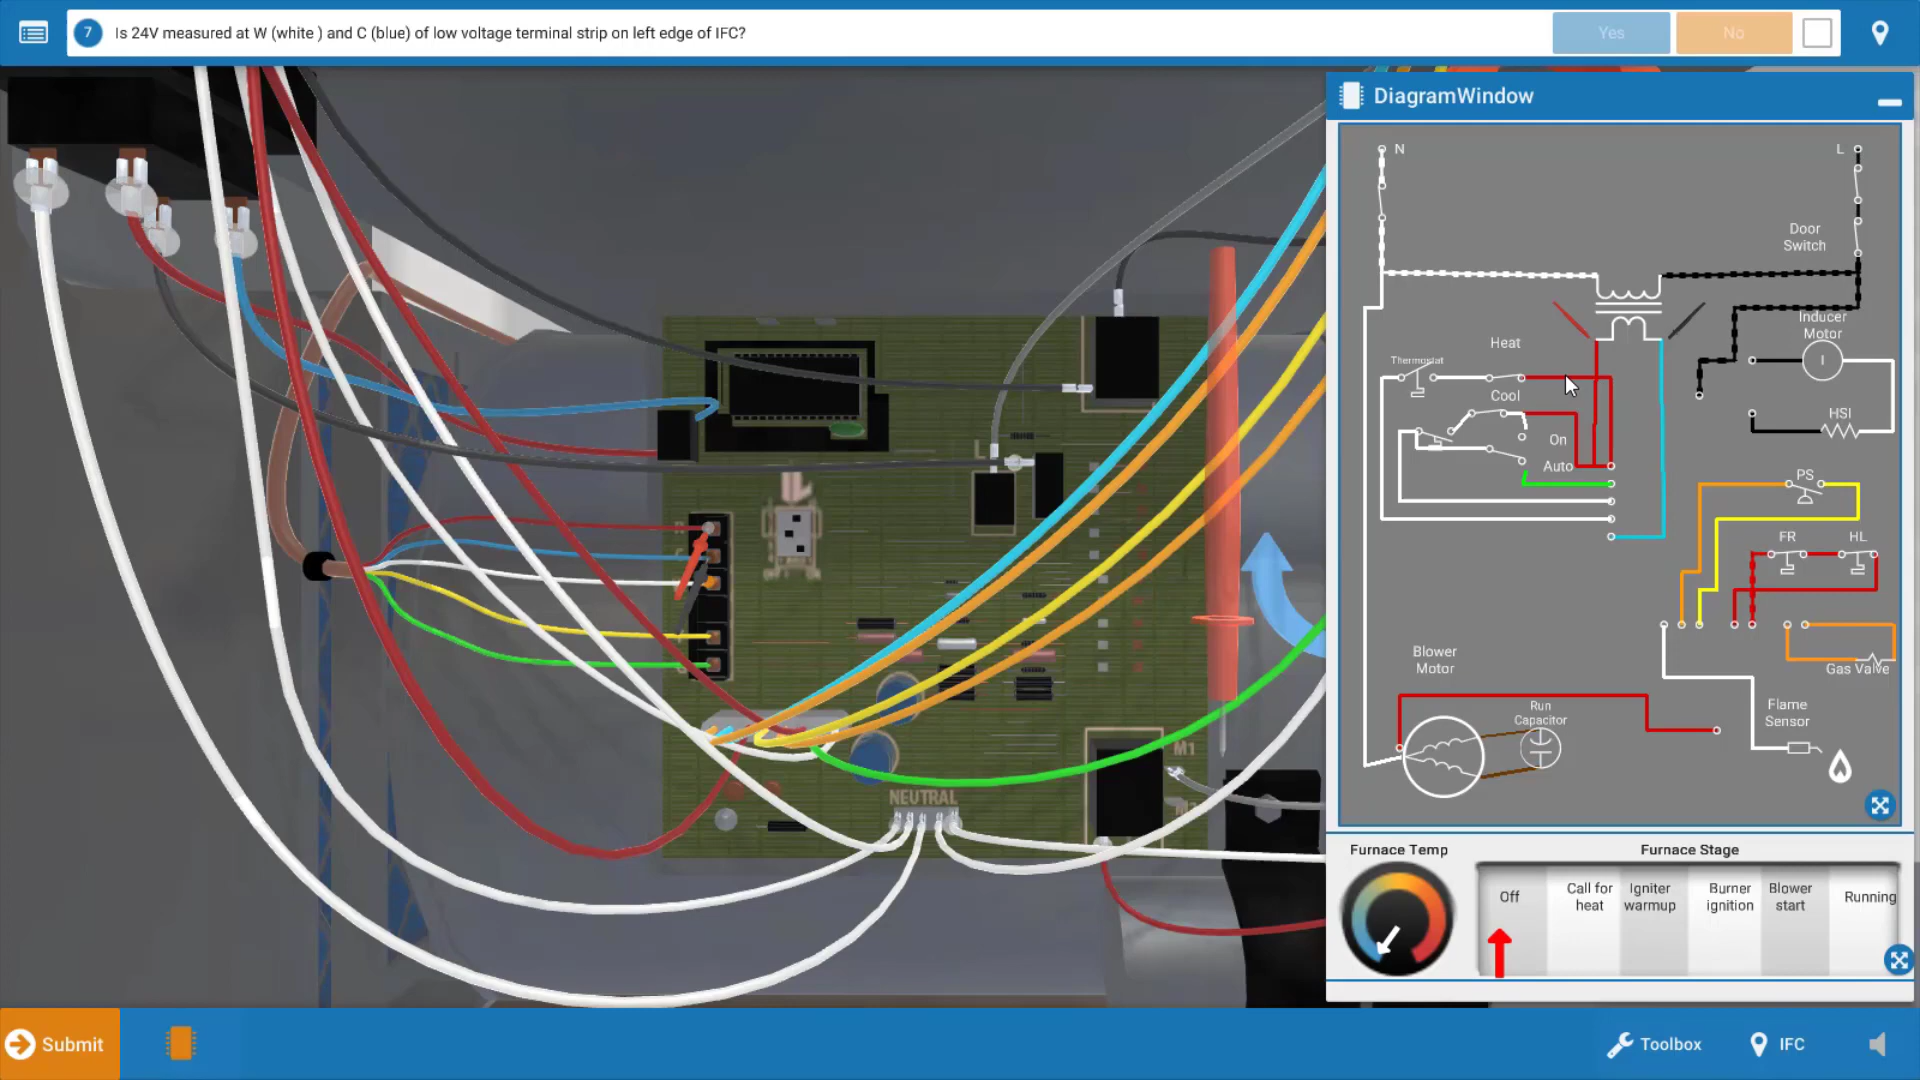 7 Is 24V measured at W (white ) and C (blue) of low voltage terminal strip on left edge of IFC?
Yes
No
DiagramWindow
N
L
Door
Switch
Inducer
Motor
I
Heat
Thermostat
Cool
HSI
On
Auto
PS
FR
HL
Blower
Motor
Gas Valve
Run
Capacitor
Flame
Sensor
L
R
C
G
M1
NEUTRAL
Furnace Temp
Furnace Stage
Off
Call for
heat
Igniter
warmup
Burner
ignition
Blower
start
Running
Submit
Toolbox
IFC